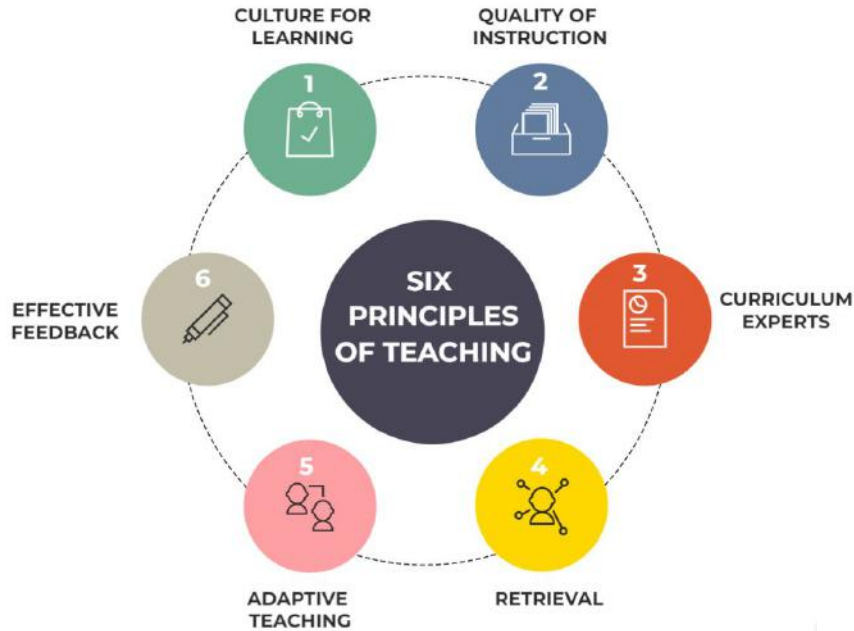 CULTURE FOR
LEARNING
1
QUALITY OF
INSTRUCTION
2
3
CURRICULUM
EXPERTS
4
RETRIEVAL
5
ADAPTIVE
TEACHING
6
EFFECTIVE
FEEDBACK
SIX
PRINCIPLES
OF TEACHING